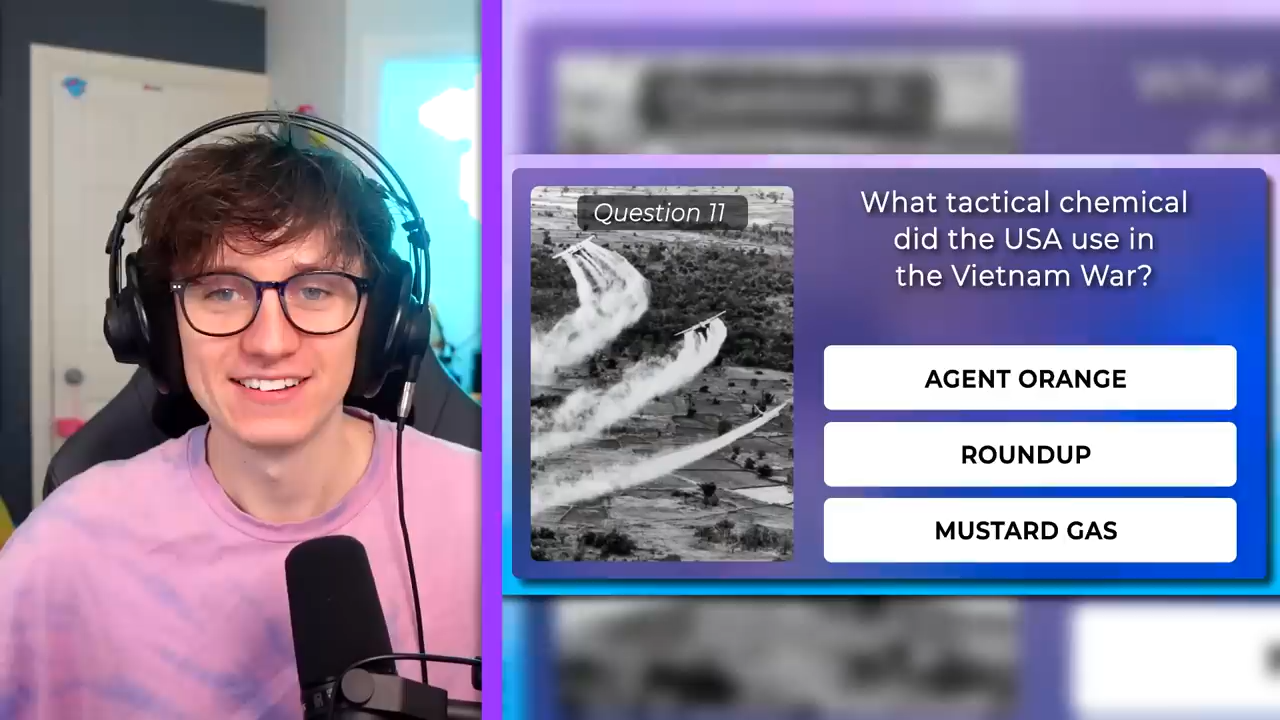 Question 11
What tactical chemical
did the USA use in
the Vietnam War?
AGENT ORANGE
ROUNDUP
MUSTARD GAS